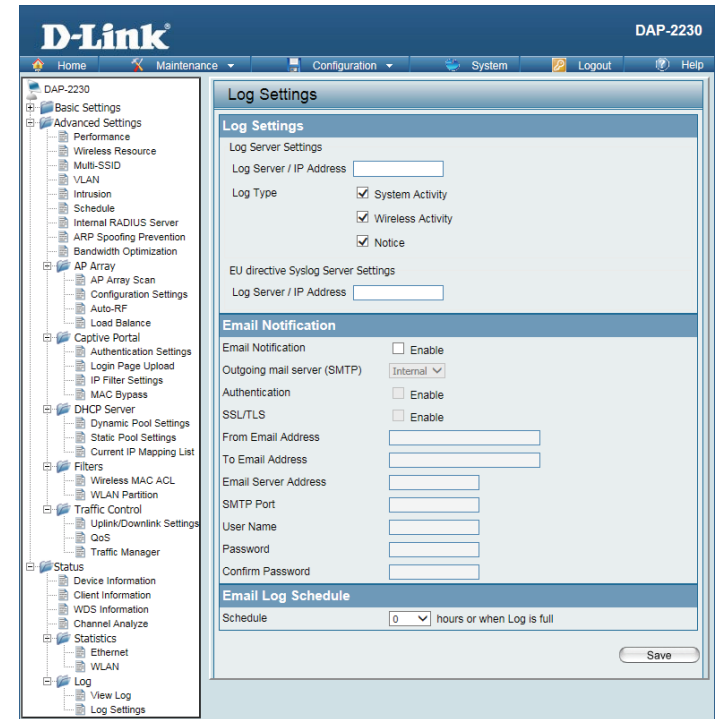 D-Link®
DAP-2230
Home
Maintenance
Configuration
System
Logout
Help
DAP-2230
Basic Settings
Advanced Settings
Performance
Wireless Resource
Multi-SSID
VLAN
Intrusion
Schedule
Internal RADIUS Server
ARP Spoofing Prevention
Bandwidth Optimization
AP Array
AP Array Scan
Configuration Settings
Auto-RF
Load Balance
Captive Portal
Authentication Settings
Login Page Upload
IP Filter Settings
MAC Bypass
DHCP Server
Dynamic Pool Settings
Static Pool Settings
Current IP Mapping List
Filters
Wireless MAC ACL
WLAN Partition
Traffic Control
Uplink/Downlink Settings
QoS
Traffic Manager
Status
Device Information
Client Information
WDS Information
Channel Analyze
Statistics
Ethernet
WLAN
Log
View Log
Log Settings
Log Settings
Log Settings
Log Server Settings
Log Server / IP Address
Log Type
System Activity
Wireless Activity
Notice
EU directive Syslog Server Settings
Log Server / IP Address
Email Notification
Email Notification Enable
Outgoing mail server (SMTP) Internal
Authentication Enable
SSL/TLS Enable
From Email Address
To Email Address
Email Server Address
SMTP Port
User Name
Password
Confirm Password
Email Log Schedule
Schedule 0 hours or when Log is full
Save